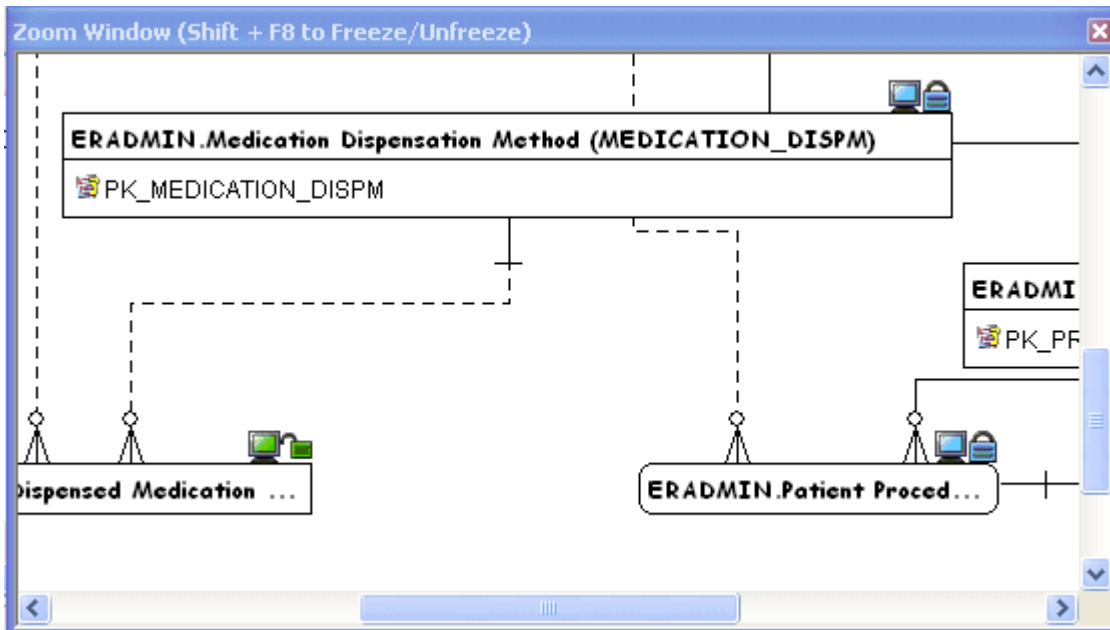 Zoom Window (Shift + F8 to Freeze/Unfreeze)
ERADMIN.Medication Dispensation Method (MEDICATION_DISPM)
PK_MEDICATION_DISPM
ERADMI
PK_PR
Dispensed Medication ...
ERADMIN.Patient Proced...